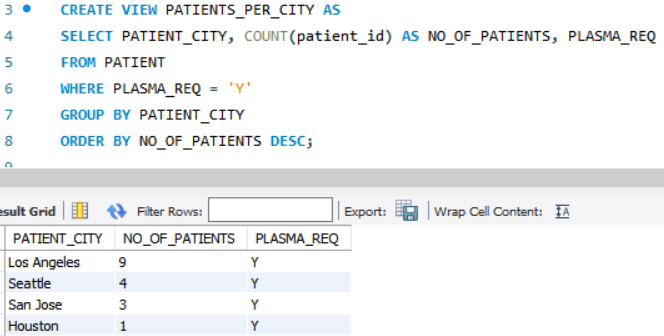 3 CREATE VIEW PATIENTS_PER_CITY AS
4 SELECT PATIENT_CITY, COUNT(patient_id) AS NO_OF_PATIENTS, PLASMA_REQ
5 FROM PATIENT
6 WHERE PLASMA_REQ = 'Y'
7 GROUP BY PATIENT_CITY
8 ORDER BY NO_OF_PATIENTS DESC;
9
esult Grid Filter Rows: Export: Wrap Cell Content: IA
PATIENT_CITY NO_OF_PATIENTS PLASMA_REQ
Los Angeles 9 Y
Seattle 4 Y
San Jose 3 Y
Houston 1 Y